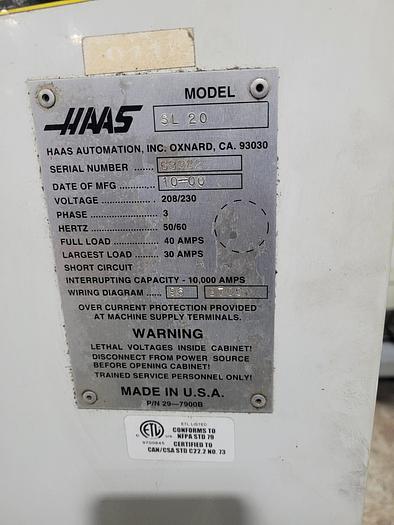 MODEL
HAAS
SL 20
HAAS AUTOMATION, INC. OXNARD, CA. 93030
SERIAL NUMBER .......
DATE OF MFG ........... 10-00
VOLTAGE ................... 208/230
PHASE ....................... 3
HERTZ ....................... 50/60
FULL LOAD ................ 40 AMPS
LARGEST LOAD ......... 30 AMPS
SHORT CIRCUIT
INTERRUPTING CAPACITY - 10,000 AMPS
WIRING DIAGRAM .....
OVER CURRENT PROTECTION PROVIDED
AT MACHINE SUPPLY TERMINALS.
WARNING
LETHAL VOLTAGES INSIDE CABINET!
DISCONNECT FROM POWER SOURCE
BEFORE OPENING CABINET!
TRAINED SERVICE PERSONNEL ONLY!
MADE IN U.S.A.
P/N 29-7900B
ETL LISTED
CONFORMS TO
NFPA STD 79
C ETL US
9700845
CERTIFIED TO
CAN/CSA STD C22.2 NO. 73